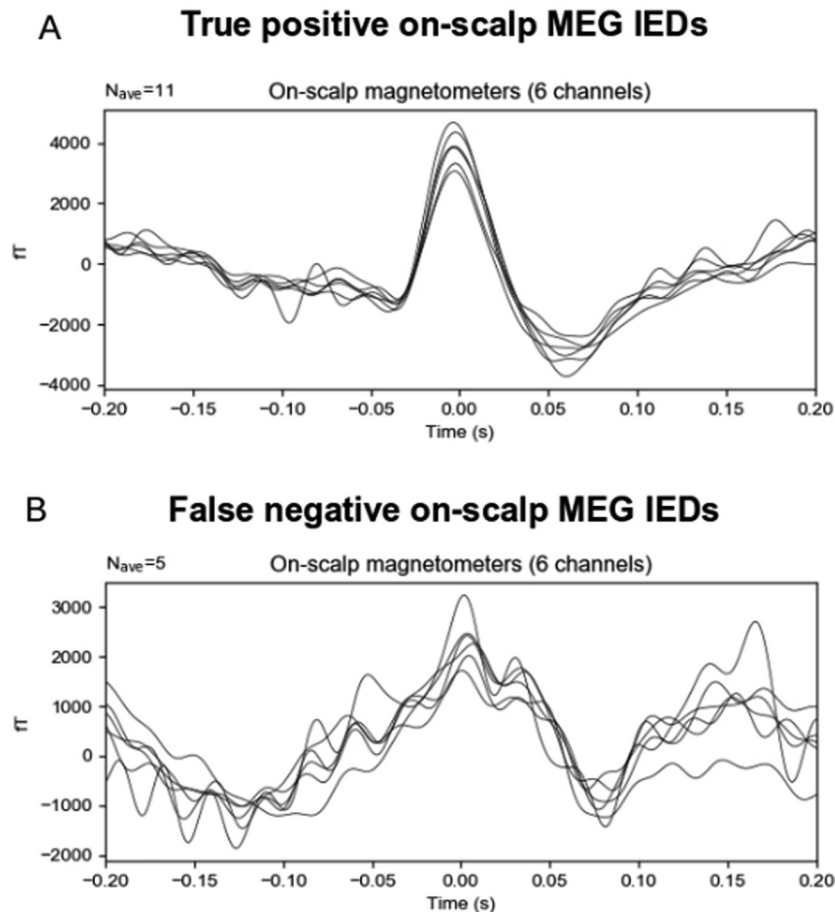 A
True positive on-scalp MEG IEDs
Nave=11
On-scalp magnetometers (6 channels)
4000
2000
0
−2000
−4000
fT
−0.20 −0.15 −0.10 −0.05 0.00 0.05 0.10 0.15 0.20
Time (s)
B
False negative on-scalp MEG IEDs
Nave=5
On-scalp magnetometers (6 channels)
3000
2000
1000
0
−1000
−2000
fT
−0.20 −0.15 −0.10 −0.05 0.00 0.05 0.10 0.15 0.20
Time (s)